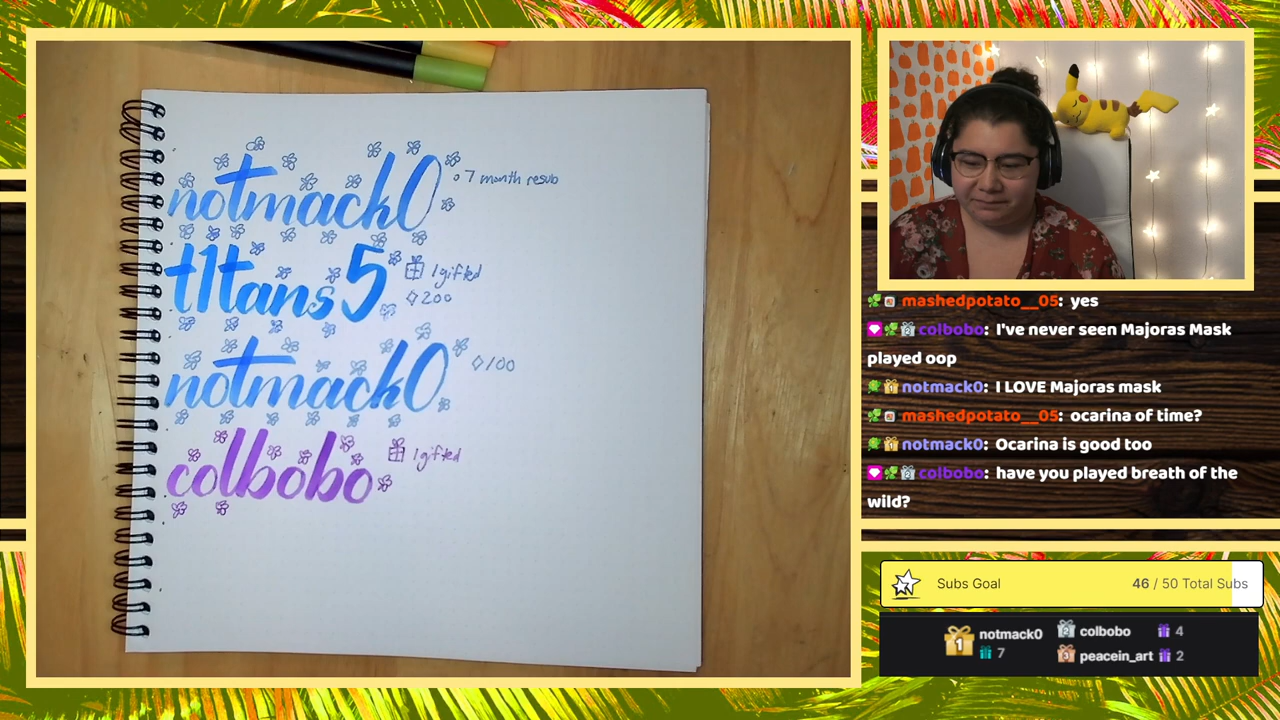 notmack0
7 month resub
t1tans5
1 gifted
200
notmack0
100
colbobo
1 gifted
mashedpotato__05: yes
colbobo: I've never seen Majoras Mask
played oop
notmack0: I LOVE Majoras mask
mashedpotato__05: ocarina of time?
notmack0: Ocarina is good too
colbobo: have you played breath of the
wild?
Subs Goal 46 / 50 Total Subs
1 notmack0 7
2 colbobo 4
3 peacein_art 2